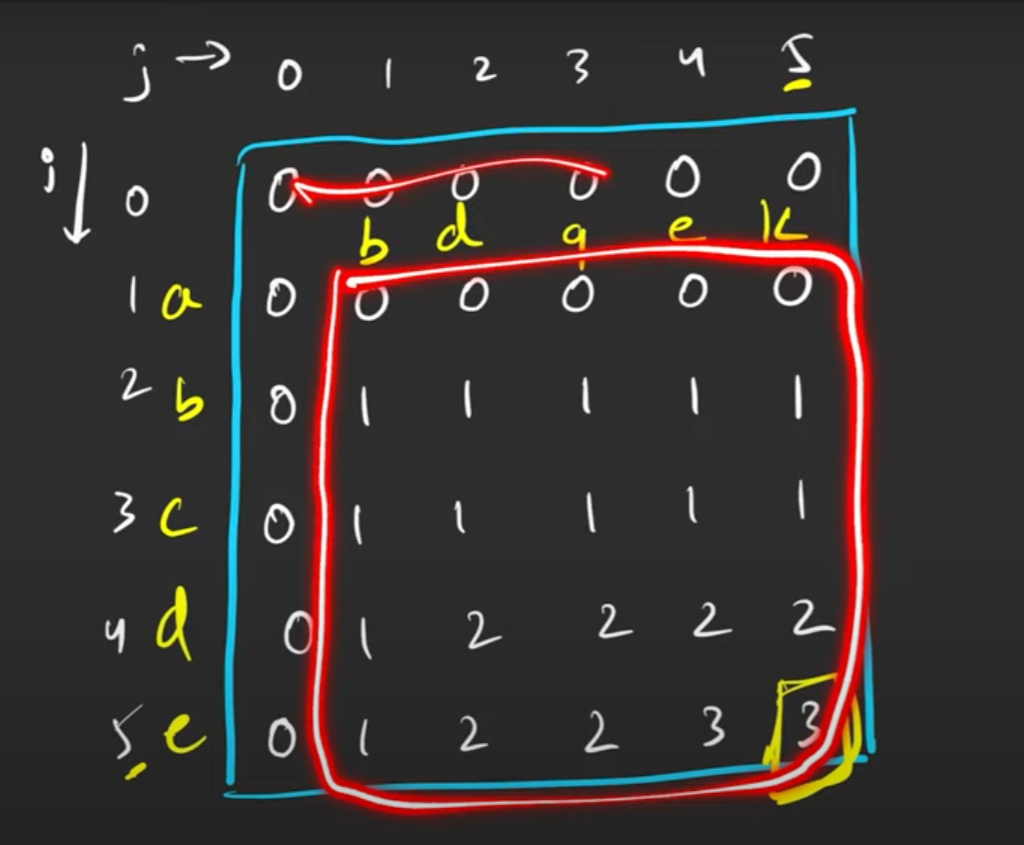 j → 0 1 2 3 4 5
i ↓ 0 0 0 0 0 0 0
b d g e k
1 a 0 0 0 0 0 0
2 b 0 1 1 1 1 1
3 c 0 1 1 1 1 1
4 d 0 1 2 2 2 2
5 e 0 1 2 2 3 3